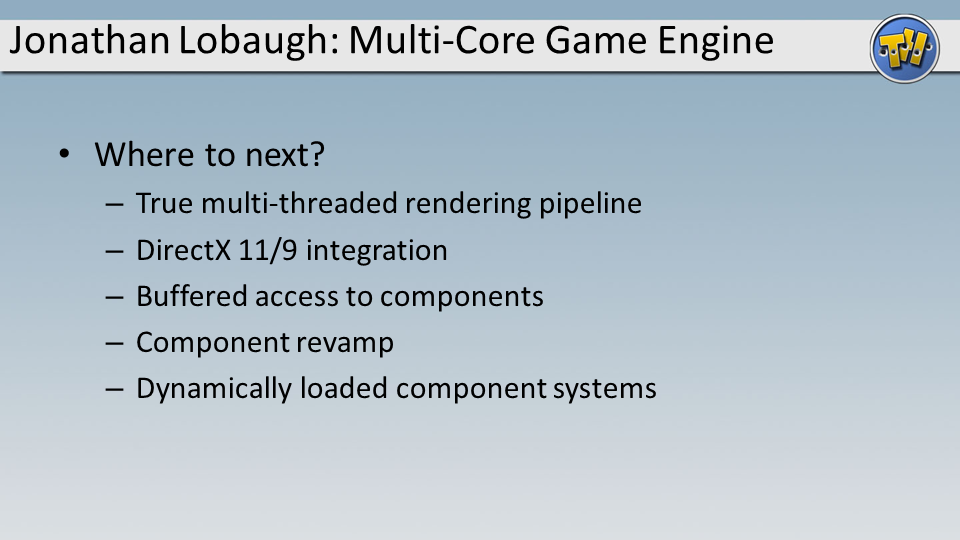 Jonathan Lobaugh: Multi-Core Game Engine
• Where to next?
– True multi-threaded rendering pipeline
– DirectX 11/9 integration
– Buffered access to components
– Component revamp
– Dynamically loaded component systems